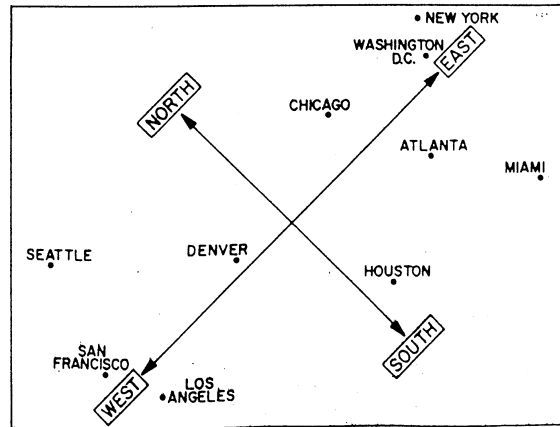 NEW YORK
WASHINGTON
D.C.
EAST
NORTH
CHICAGO
ATLANTA
MIAMI
SEATTLE
DENVER
HOUSTON
SAN
FRANCISCO
WEST
LOS
ANGELES
SOUTH